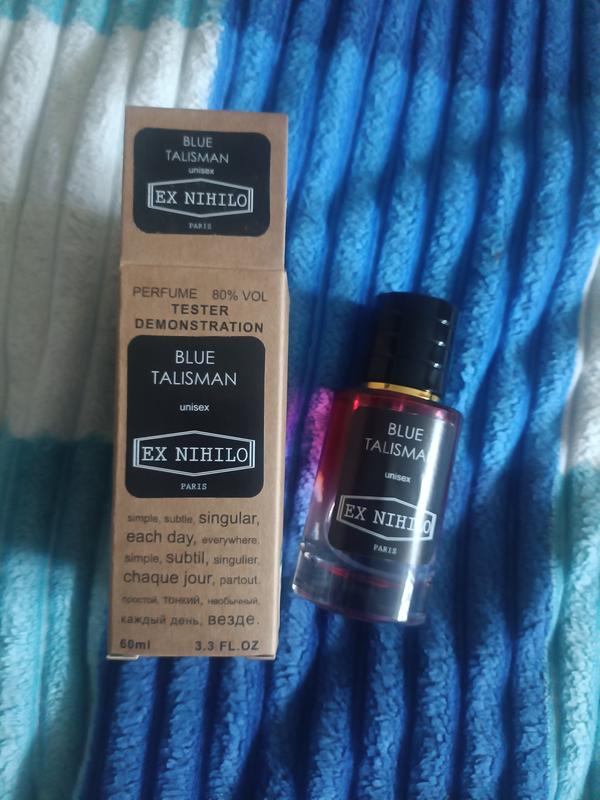 BLUE
TALISMAN
unisex
EX NIHILO
PARIS
PERFUME 80% VOL
TESTER
DEMONSTRATION
BLUE
TALISMAN
unisex
EX NIHILO
PARIS
simple, subtle, singular,
each day, everywhere.
simple, subtil, singulier.
chaque jour, partout.
простой, тонкий, необычный.
каждый день, везде.
60ml 3.3 FL.OZ
BLUE
TALISMA
unisex
EX NIHILO
PARIS